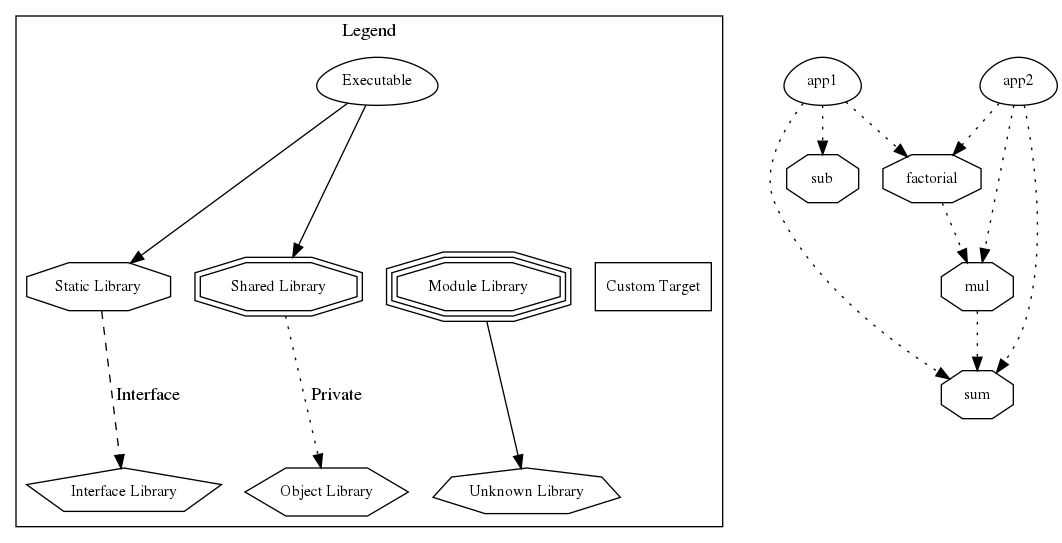 Legend
Executable
Static Library
Shared Library
Module Library
Custom Target
Interface
Private
Interface Library
Object Library
Unknown Library
app1
app2
sub
factorial
mul
sum